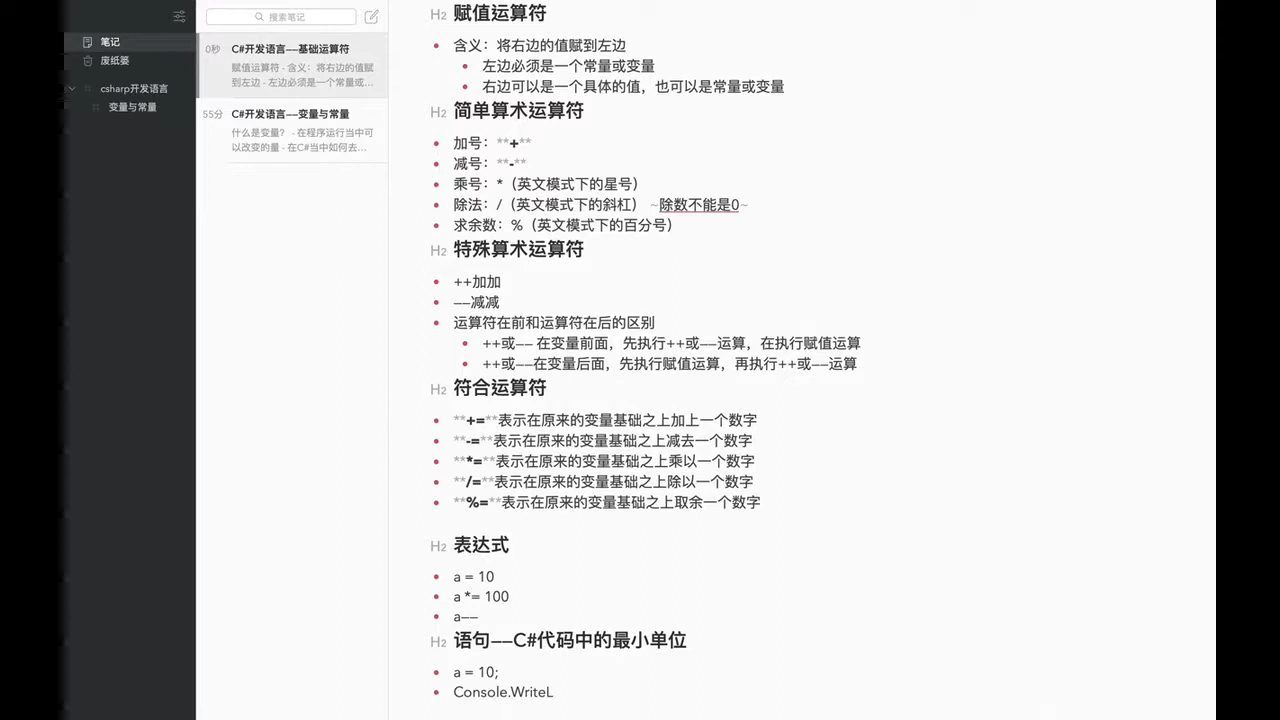 笔记
废纸篓
csharp开发语言
变量与常量
搜索笔记
0秒
C#开发语言——基础运算符
赋值运算符 - 含义：将右边的值赋
到左边 - 左边必须是一个常量或...
55分
C#开发语言——变量与常量
什么是变量？ - 在程序运行当中可
以改变的量 - 在C#当中如何去...
H2 赋值运算符
含义：将右边的值赋到左边
左边必须是一个常量或变量
右边可以是一个具体的值，也可以是常量或变量
H2 简单算术运算符
加号：**+**
减号：**-**
乘号：*（英文模式下的星号）
除法：/（英文模式下的斜杠） ~除数不能是0~
求余数：%（英文模式下的百分号）
H2 特殊算术运算符
++加加
——减减
运算符在前和运算符在后的区别
++或—— 在变量前面，先执行++或——运算，在执行赋值运算
++或——在变量后面，先执行赋值运算，再执行++或——运算
H2 符合运算符
**+=**表示在原来的变量基础之上加上一个数字
**-=**表示在原来的变量基础之上减去一个数字
***=**表示在原来的变量基础之上乘以一个数字
**/=**表示在原来的变量基础之上除以一个数字
**%=**表示在原来的变量基础之上取余一个数字
H2 表达式
a = 10
a *= 100
a——
H2 语句——C#代码中的最小单位
a = 10;
Console.WriteL